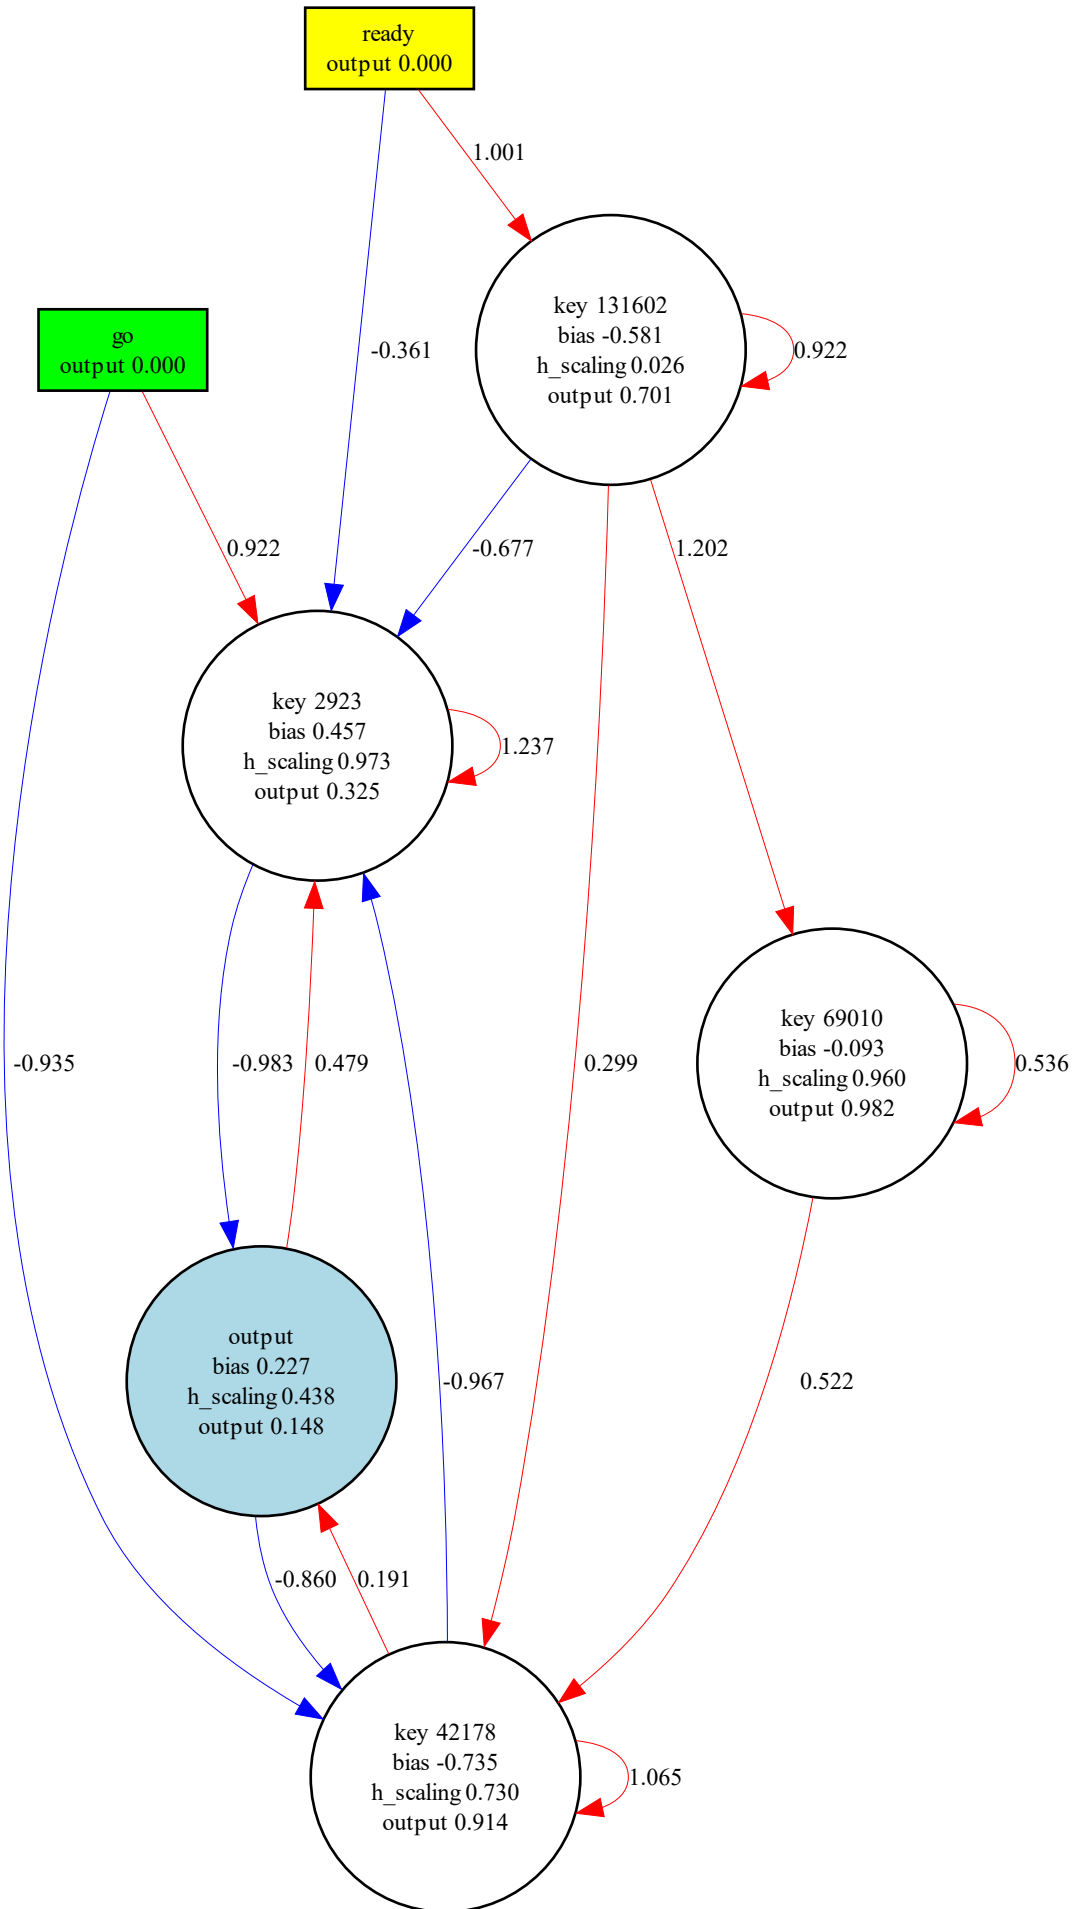 ready
output 0.000
1.001
key 131602
bias -0.581
h_scaling 0.026
output 0.701
0.922
go
output 0.000
-0.361
0.922
-0.677
1.202
key 2923
bias 0.457
h_scaling 0.973
output 0.325
1.237
key 69010
bias -0.093
h_scaling 0.960
output 0.982
0.536
-0.935
-0.983
0.479
0.299
output
bias 0.227
h_scaling 0.438
output 0.148
-0.967
0.522
-0.860
0.191
key 42178
bias -0.735
h_scaling 0.730
output 0.914
1.065